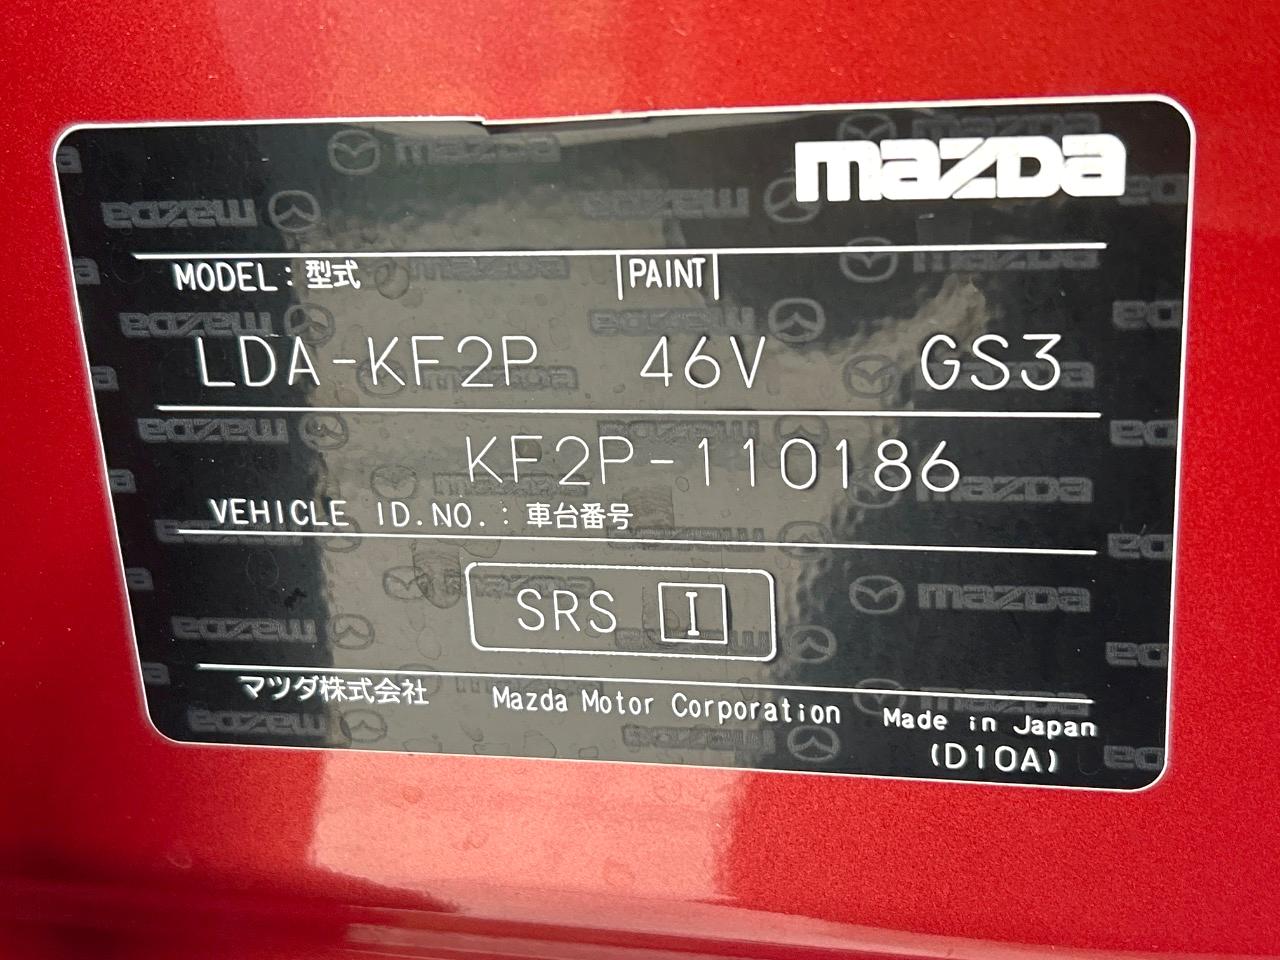 mazda
MODEL：型式 |PAINT|
LDA-KF2P 46V GS3
KF2P-110186
VEHICLE ID.NO.：車台番号
SRS I
マツダ株式会社 Mazda Motor Corporation Made in Japan
(D10A)